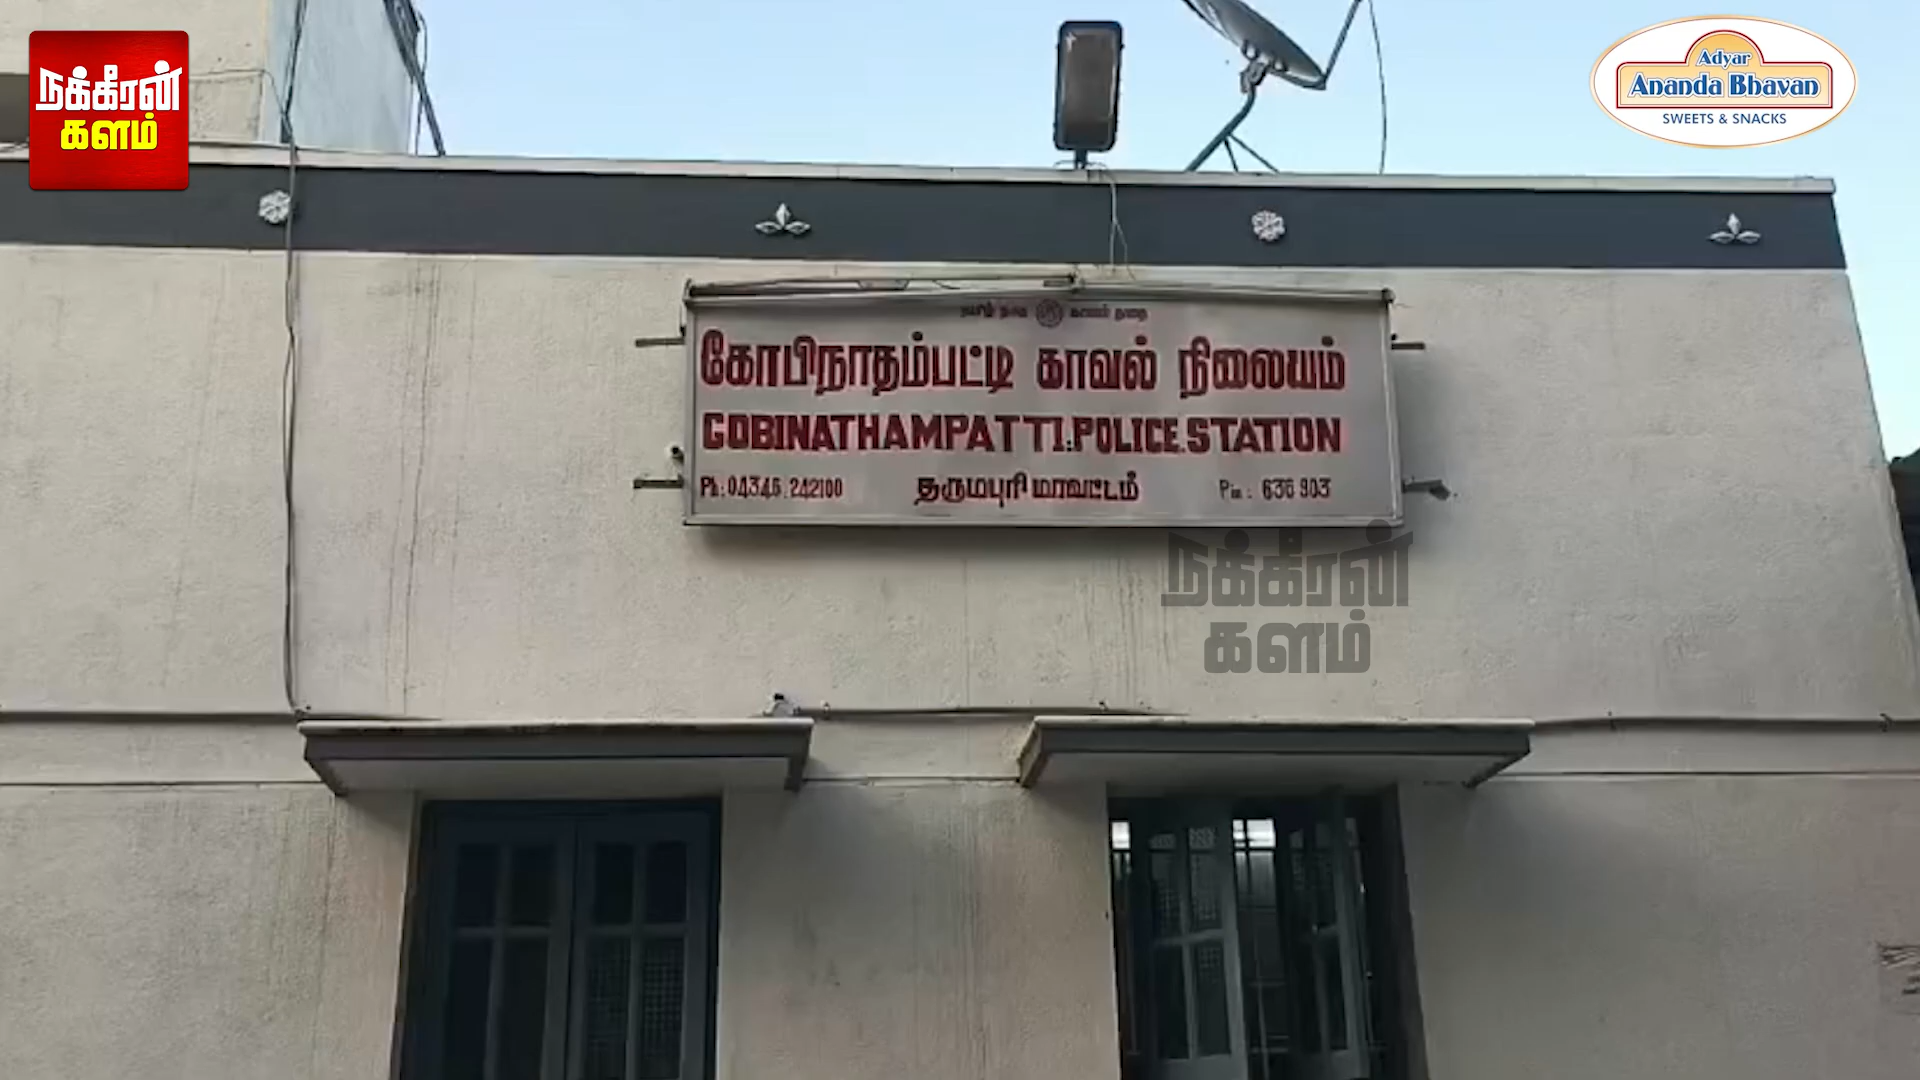 நக்கீரன்
களம்
Adyar
Ananda Bhavan
SWEETS & SNACKS
கோபிநாதம்பட்டி காவல் நிலையம்
GOBINATHAMPATTI.POLICE.STATION
Ph: 04346.242100 தருமபுரி மாவட்டம் Pin: 636 903
நக்கீரன்
களம்